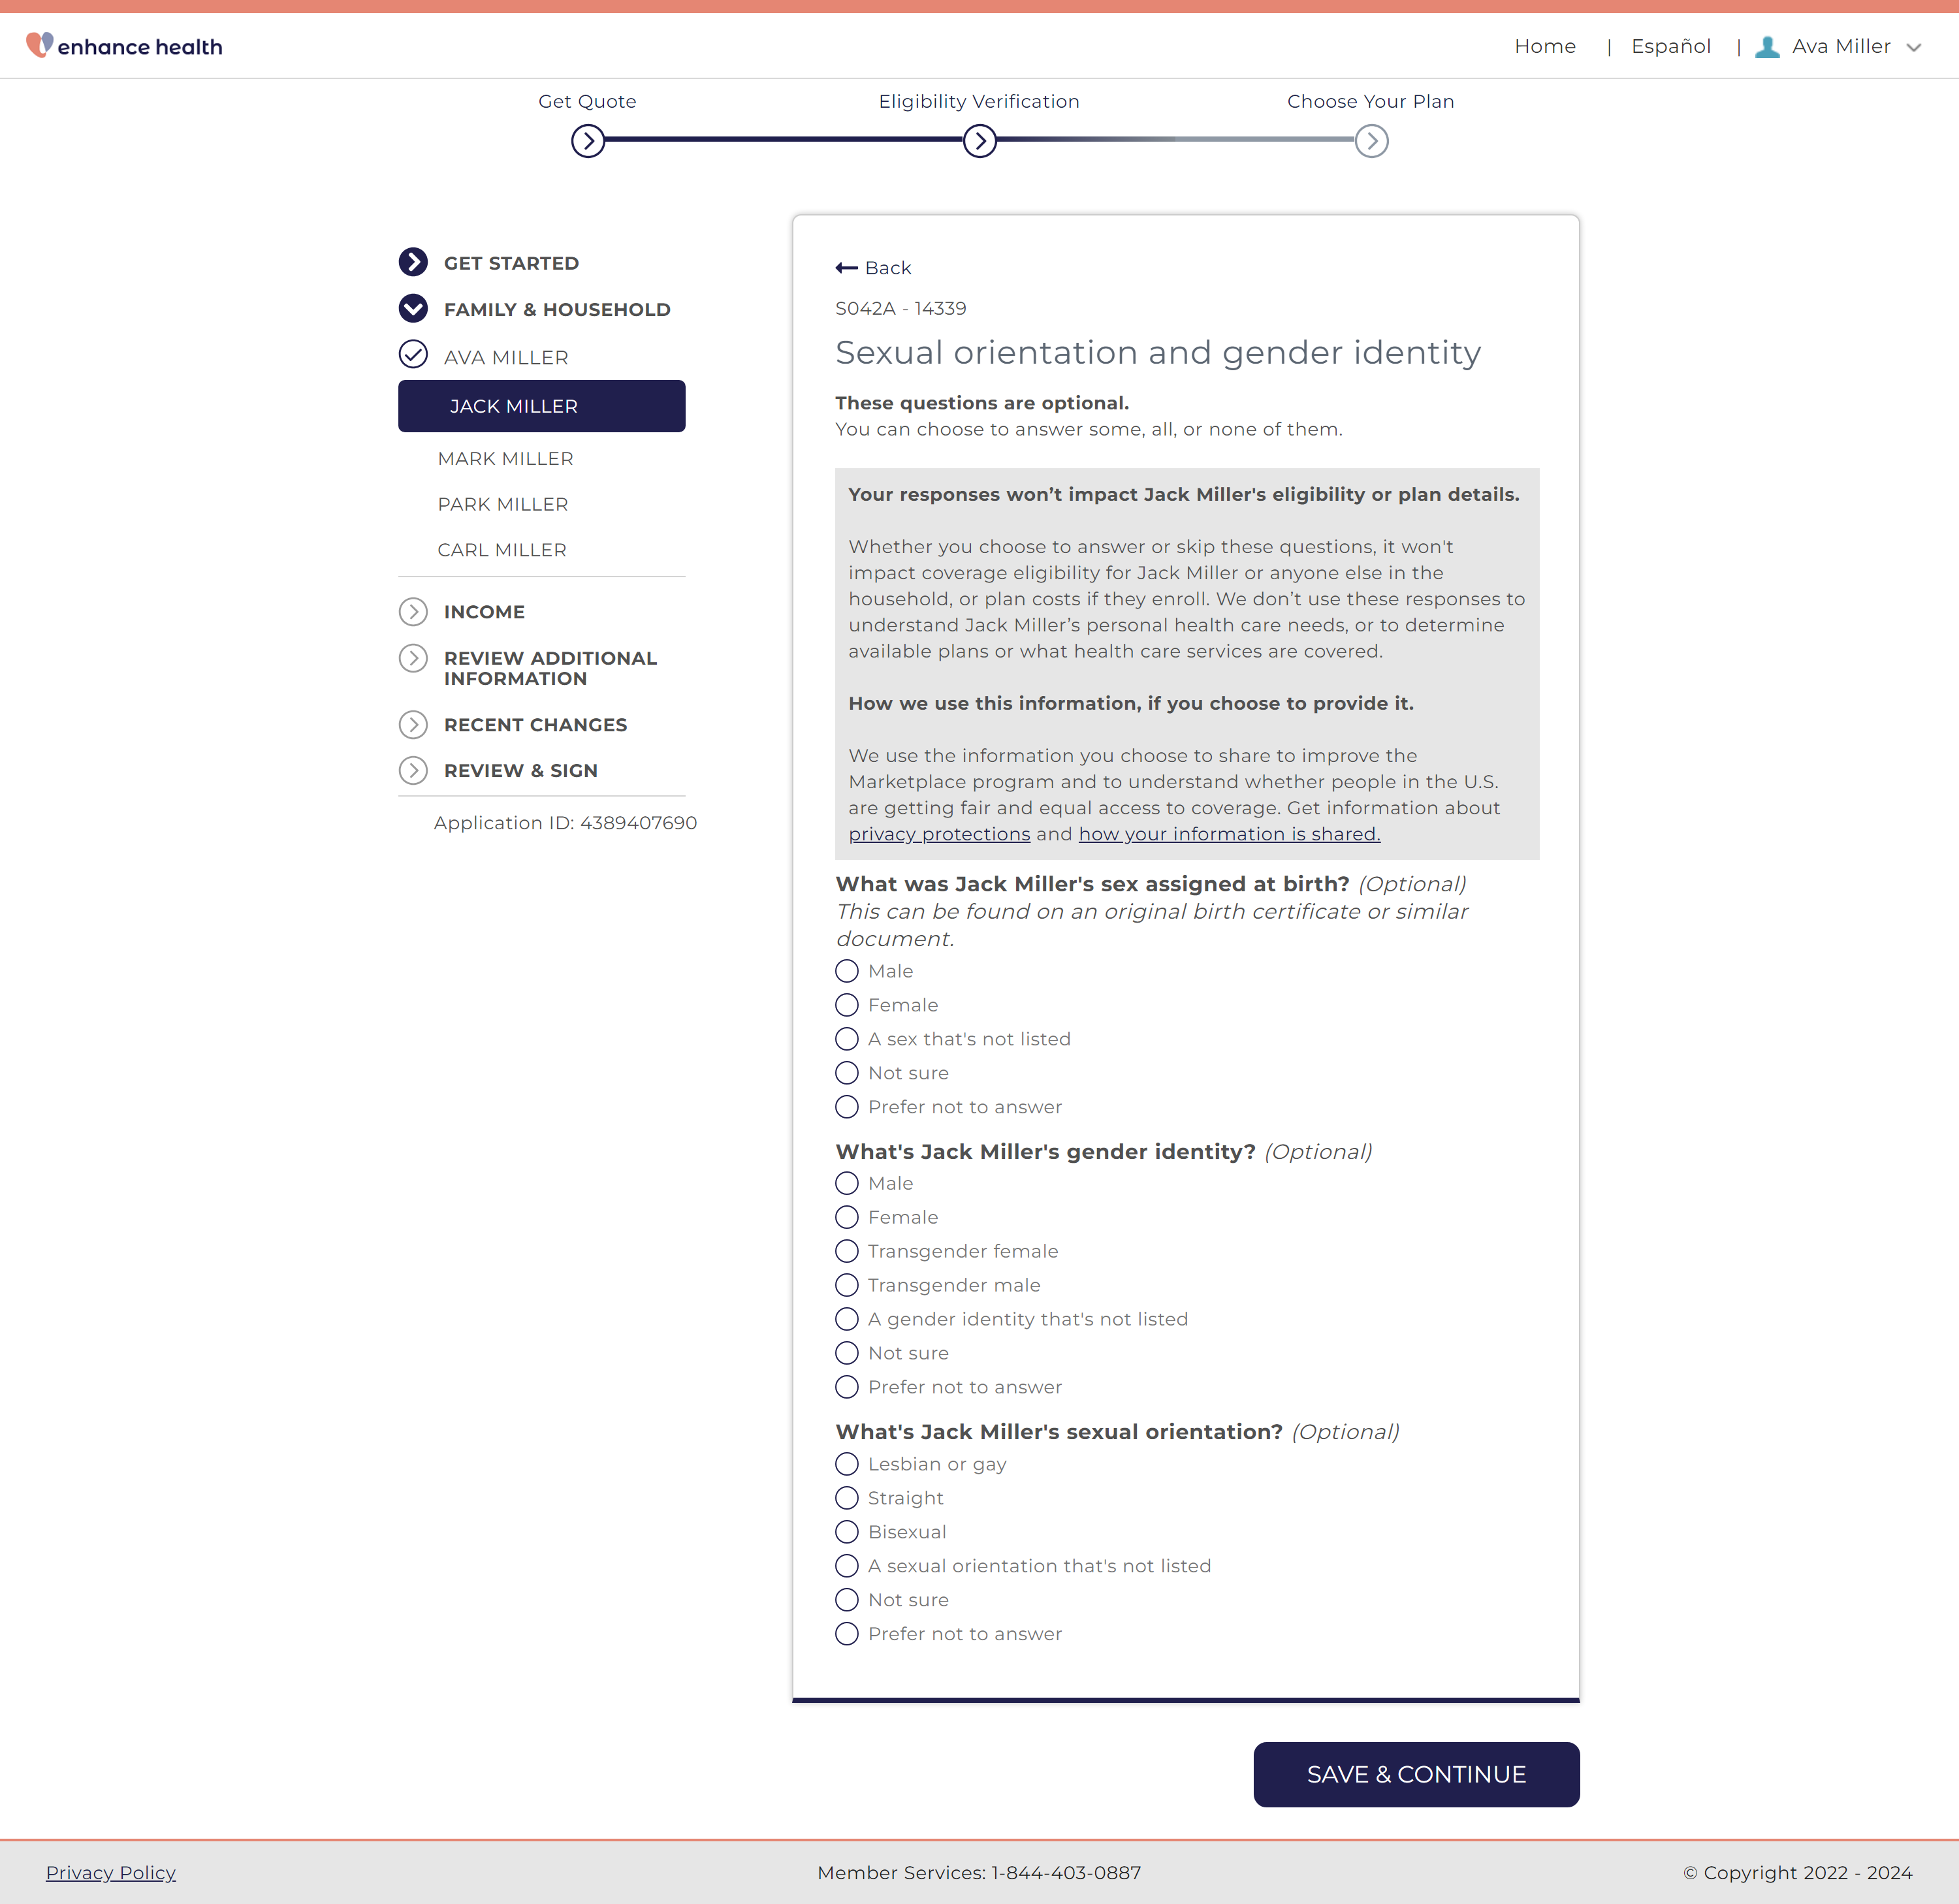 enhance health
Home | Español | Ava Miller
Get Quote
Eligibility Verification
Choose Your Plan
GET STARTED
FAMILY & HOUSEHOLD
AVA MILLER
JACK MILLER
MARK MILLER
PARK MILLER
CARL MILLER
INCOME
REVIEW ADDITIONAL
INFORMATION
RECENT CHANGES
REVIEW & SIGN
Application ID: 4389407690
Back
S042A - 14339
Sexual orientation and gender identity
These questions are optional.
You can choose to answer some, all, or none of them.
Your responses won’t impact Jack Miller's eligibility or plan details.
Whether you choose to answer or skip these questions, it won't
impact coverage eligibility for Jack Miller or anyone else in the
household, or plan costs if they enroll. We don’t use these responses to
understand Jack Miller’s personal health care needs, or to determine
available plans or what health care services are covered.
How we use this information, if you choose to provide it.
We use the information you choose to share to improve the
Marketplace program and to understand whether people in the U.S.
are getting fair and equal access to coverage. Get information about
privacy protections and how your information is shared.
What was Jack Miller's sex assigned at birth? (Optional)
This can be found on an original birth certificate or similar
document.
Male
Female
A sex that's not listed
Not sure
Prefer not to answer
What's Jack Miller's gender identity? (Optional)
Male
Female
Transgender female
Transgender male
A gender identity that's not listed
Not sure
Prefer not to answer
What's Jack Miller's sexual orientation? (Optional)
Lesbian or gay
Straight
Bisexual
A sexual orientation that's not listed
Not sure
Prefer not to answer
SAVE & CONTINUE
Privacy Policy
Member Services: 1-844-403-0887
© Copyright 2022 - 2024